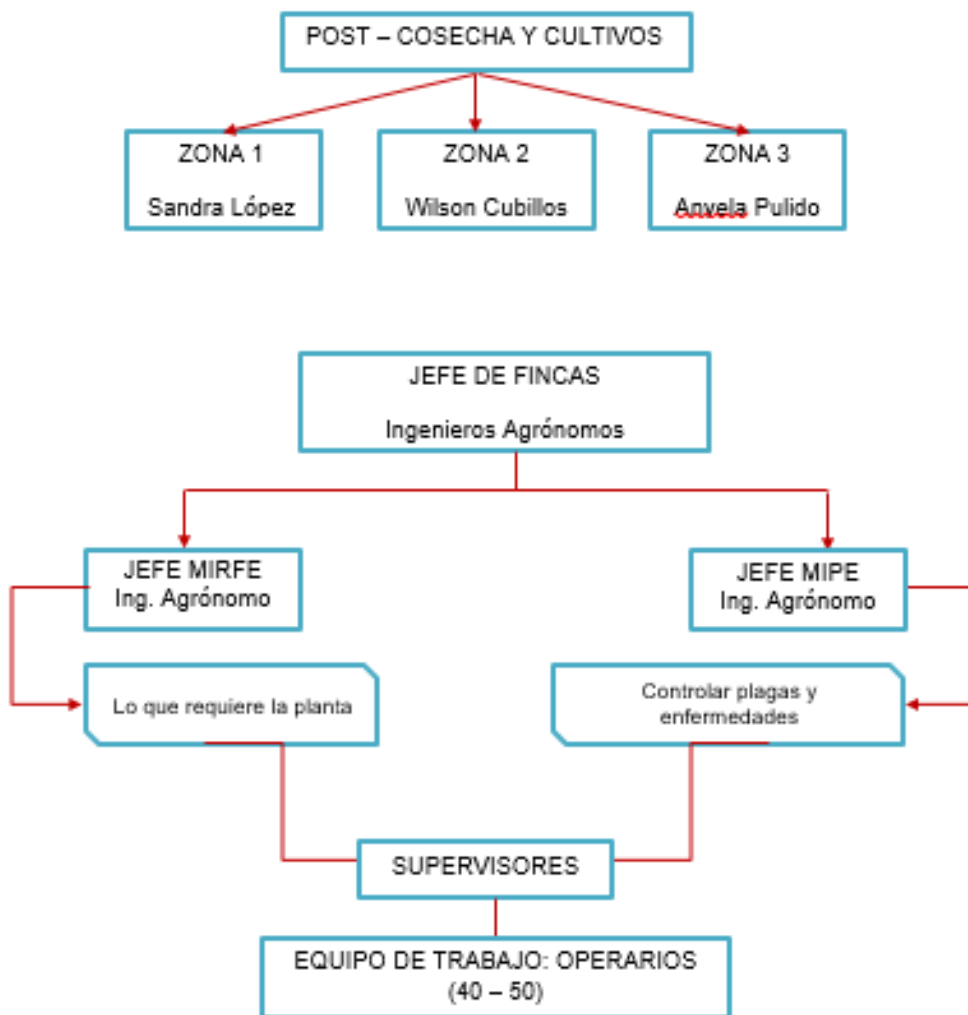 POST – COSECHA Y CULTIVOS
ZONA 1
Sandra López
ZONA 2
Wilson Cubillos
ZONA 3
Anyela Pulido
JEFE DE FINCAS
Ingenieros Agrónomos
JEFE MIRFE
Ing. Agrónomo
JEFE MIPE
Ing. Agrónomo
Lo que requiere la planta
Controlar plagas y
enfermedades
SUPERVISORES
EQUIPO DE TRABAJO: OPERARIOS
(40 – 50)